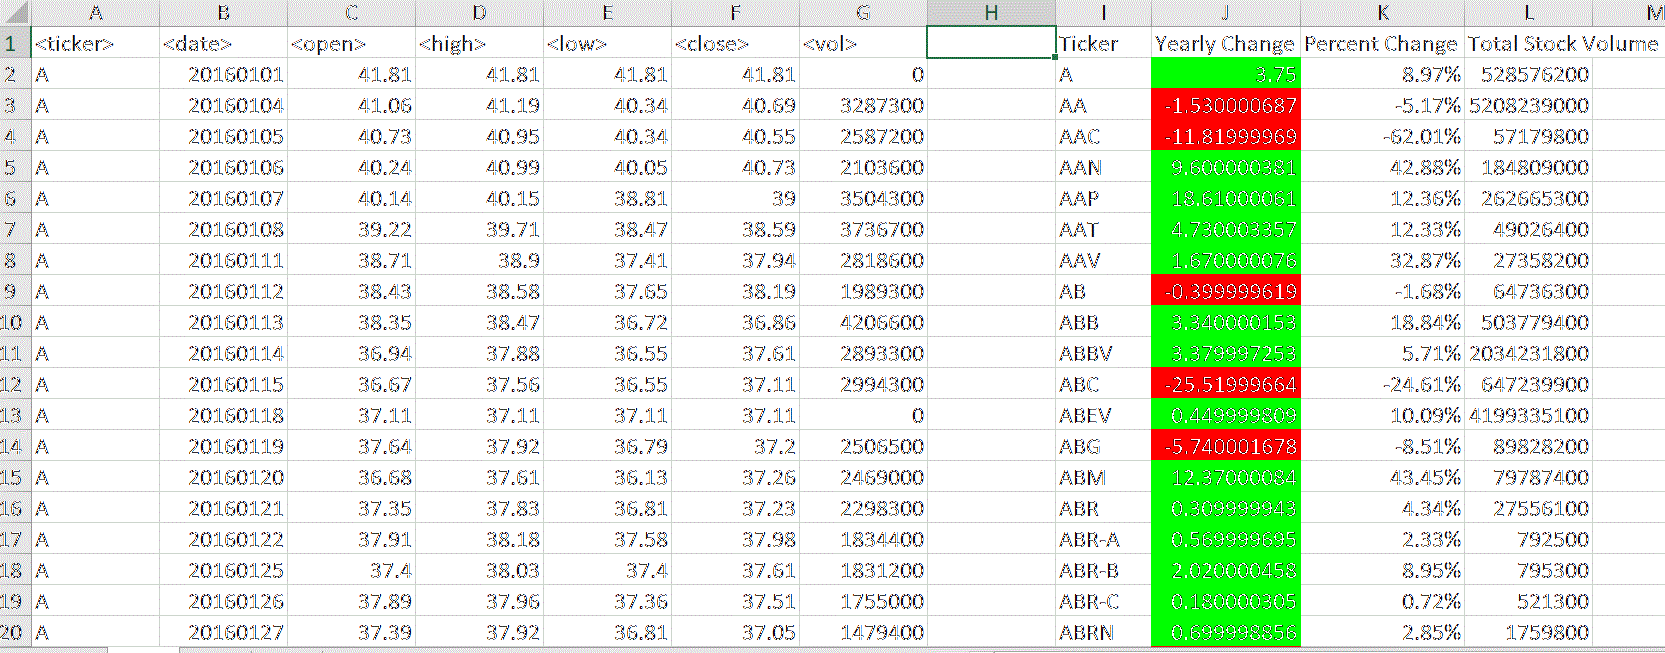 A B C D E F G H I J K L M
1 <ticker> <date> <open> <high> <low> <close> <vol> Ticker Yearly Change Percent Change Total Stock Volume
2 A 20160101 41.81 41.81 41.81 41.81 0 A 3.75 8.97% 528576200
3 A 20160104 41.06 41.19 40.34 40.69 3287300 AA -1.530000687 -5.17% 5208239000
4 A 20160105 40.73 40.95 40.34 40.55 2587200 AAC -11.81999969 -62.01% 57179800
5 A 20160106 40.24 40.99 40.05 40.73 2103600 AAN 9.600000381 42.88% 184809000
6 A 20160107 40.14 40.15 38.81 39 3504300 AAP 18.61000061 12.36% 262665300
7 A 20160108 39.22 39.71 38.47 38.59 3736700 AAT 4.730003357 12.33% 49026400
8 A 20160111 38.71 38.9 37.41 37.94 2818600 AAV 1.670000076 32.87% 27358200
9 A 20160112 38.43 38.58 37.65 38.19 1989300 AB -0.399999619 -1.68% 64736300
10 A 20160113 38.35 38.47 36.72 36.86 4206600 ABB 3.340000153 18.84% 503779400
11 A 20160114 36.94 37.88 36.55 37.61 2893300 ABBV 3.379997253 5.71% 2034231800
12 A 20160115 36.67 37.56 36.55 37.11 2994300 ABC -25.51999664 -24.61% 647239900
13 A 20160118 37.11 37.11 37.11 37.11 0 ABEV 0.449999809 10.09% 4199335100
14 A 20160119 37.64 37.92 36.79 37.2 2506500 ABG -5.740001678 -8.51% 89828200
15 A 20160120 36.68 37.61 36.13 37.26 2469000 ABM 12.37000084 43.45% 79787400
16 A 20160121 37.35 37.83 36.81 37.23 2298300 ABR 0.309999943 4.34% 27556100
17 A 20160122 37.91 38.18 37.58 37.98 1834400 ABR-A 0.569999695 2.33% 792500
18 A 20160125 37.4 38.03 37.4 37.61 1831200 ABR-B 2.020000458 8.95% 795300
19 A 20160126 37.89 37.96 37.36 37.51 1755000 ABR-C 0.180000305 0.72% 521300
20 A 20160127 37.39 37.92 36.81 37.05 1479400 ABRN 0.699998856 2.85% 1759800